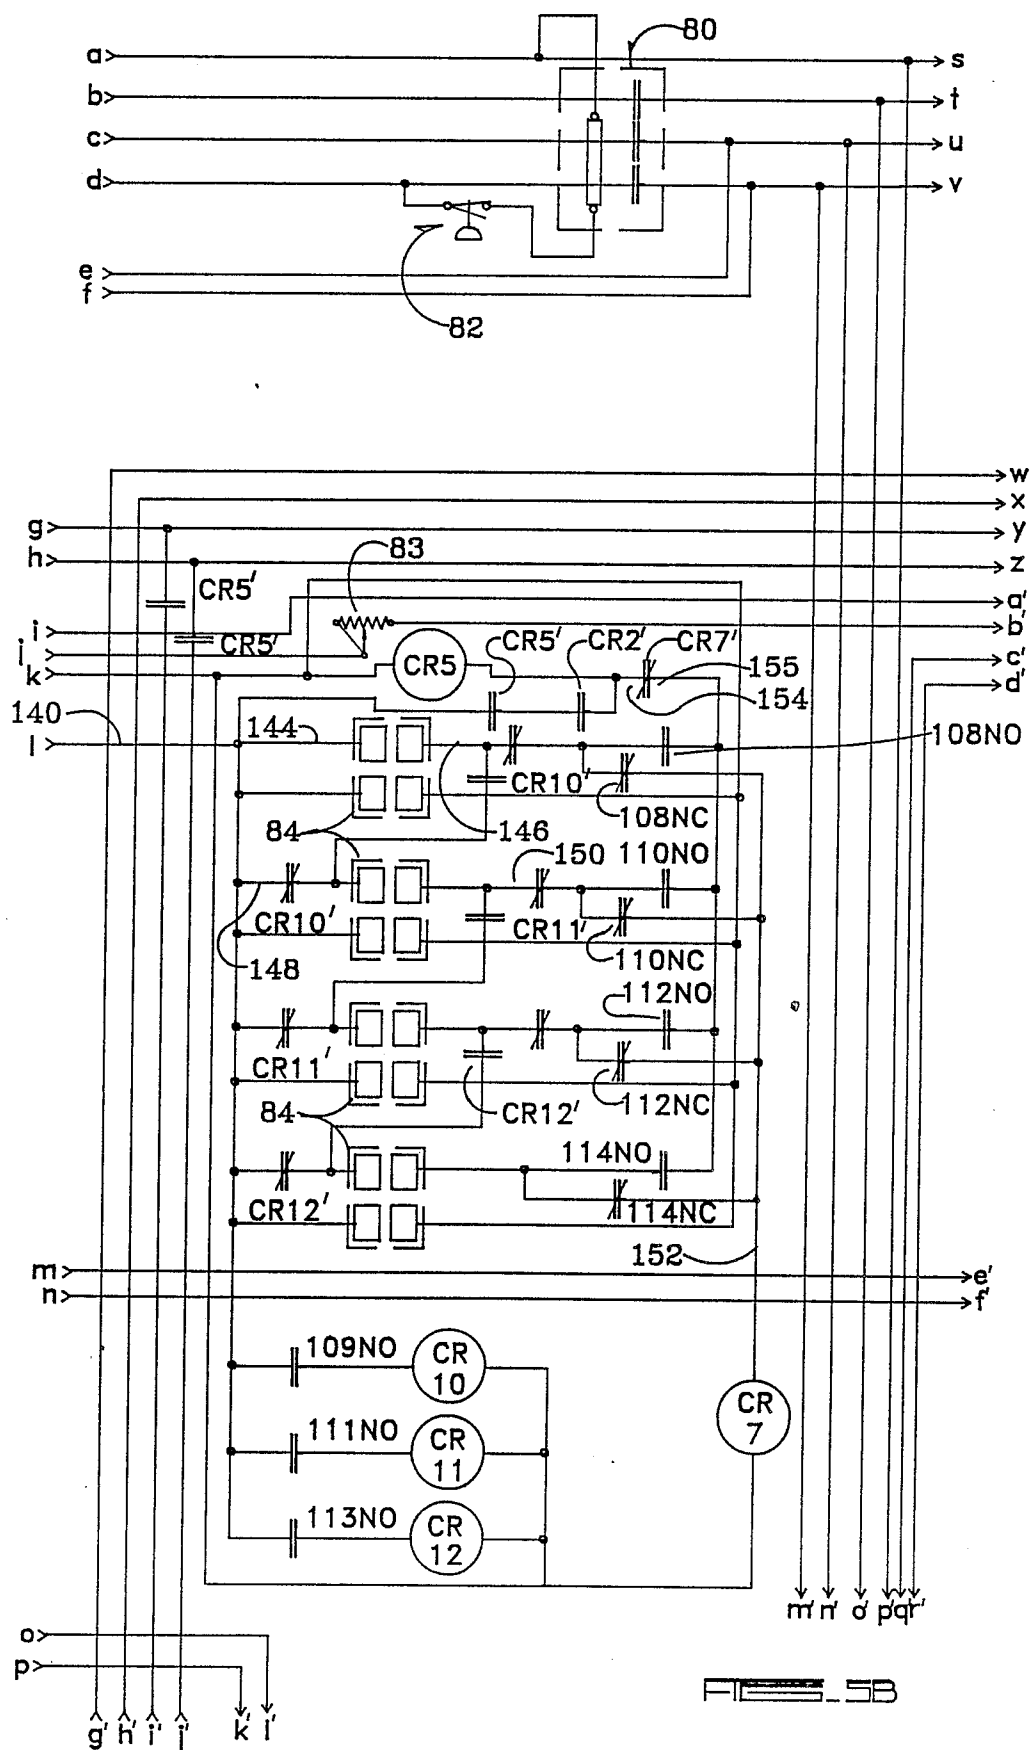 80
a
s
b
t
c
u
d
v
e
f
82
w
x
g
y
h
z
83
CR5'
a'
i
b'
CR5'
CR5'
CR2'
CR7'
j
c'
k
CR5
155
d'
154
140
144
108NO
l
CR10'
108NC
84
146
150
110NO
CR10'
CR11'
148
110NC
112NO
CR11'
112NC
84
CR12'
114NO
CR12'
114NC
152
m
e'
n
f'
109NO
CR
10
CR
7
111NO
CR
11
113NO
CR
12
m'
n'
o'
p'
q'
r'
o
p
g'
h'
i'
j'
k'
l'
5B